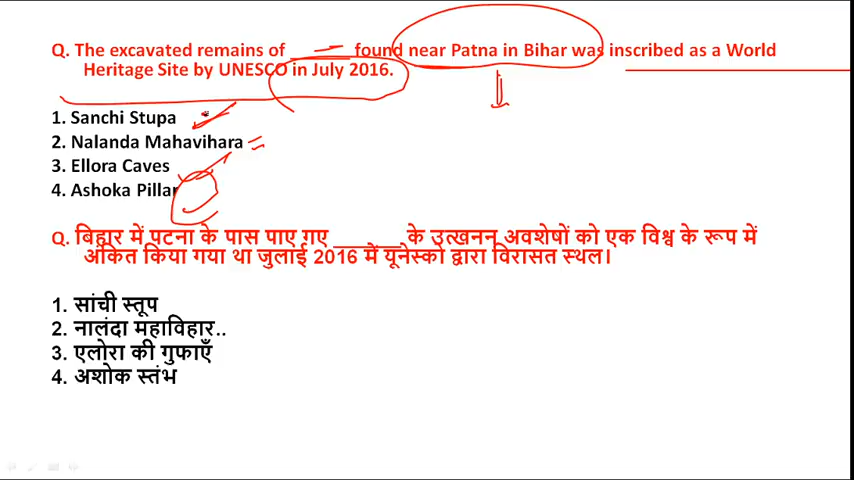 Q. The excavated remains of ______ found near Patna in Bihar was inscribed as a World
Heritage Site by UNESCO in July 2016.
1. Sanchi Stupa
2. Nalanda Mahavihara
3. Ellora Caves
4. Ashoka Pillar
Q. बिहार में पटना के पास पाए गए ______ के उत्खनन अवशेषों को एक विश्व के रूप में
अंकित किया गया था जुलाई 2016 में यूनेस्को द्वारा विरासत स्थल।
1. सांची स्तूप
2. नालंदा महाविहार..
3. एलोरा की गुफाएँ
4. अशोक स्तंभ